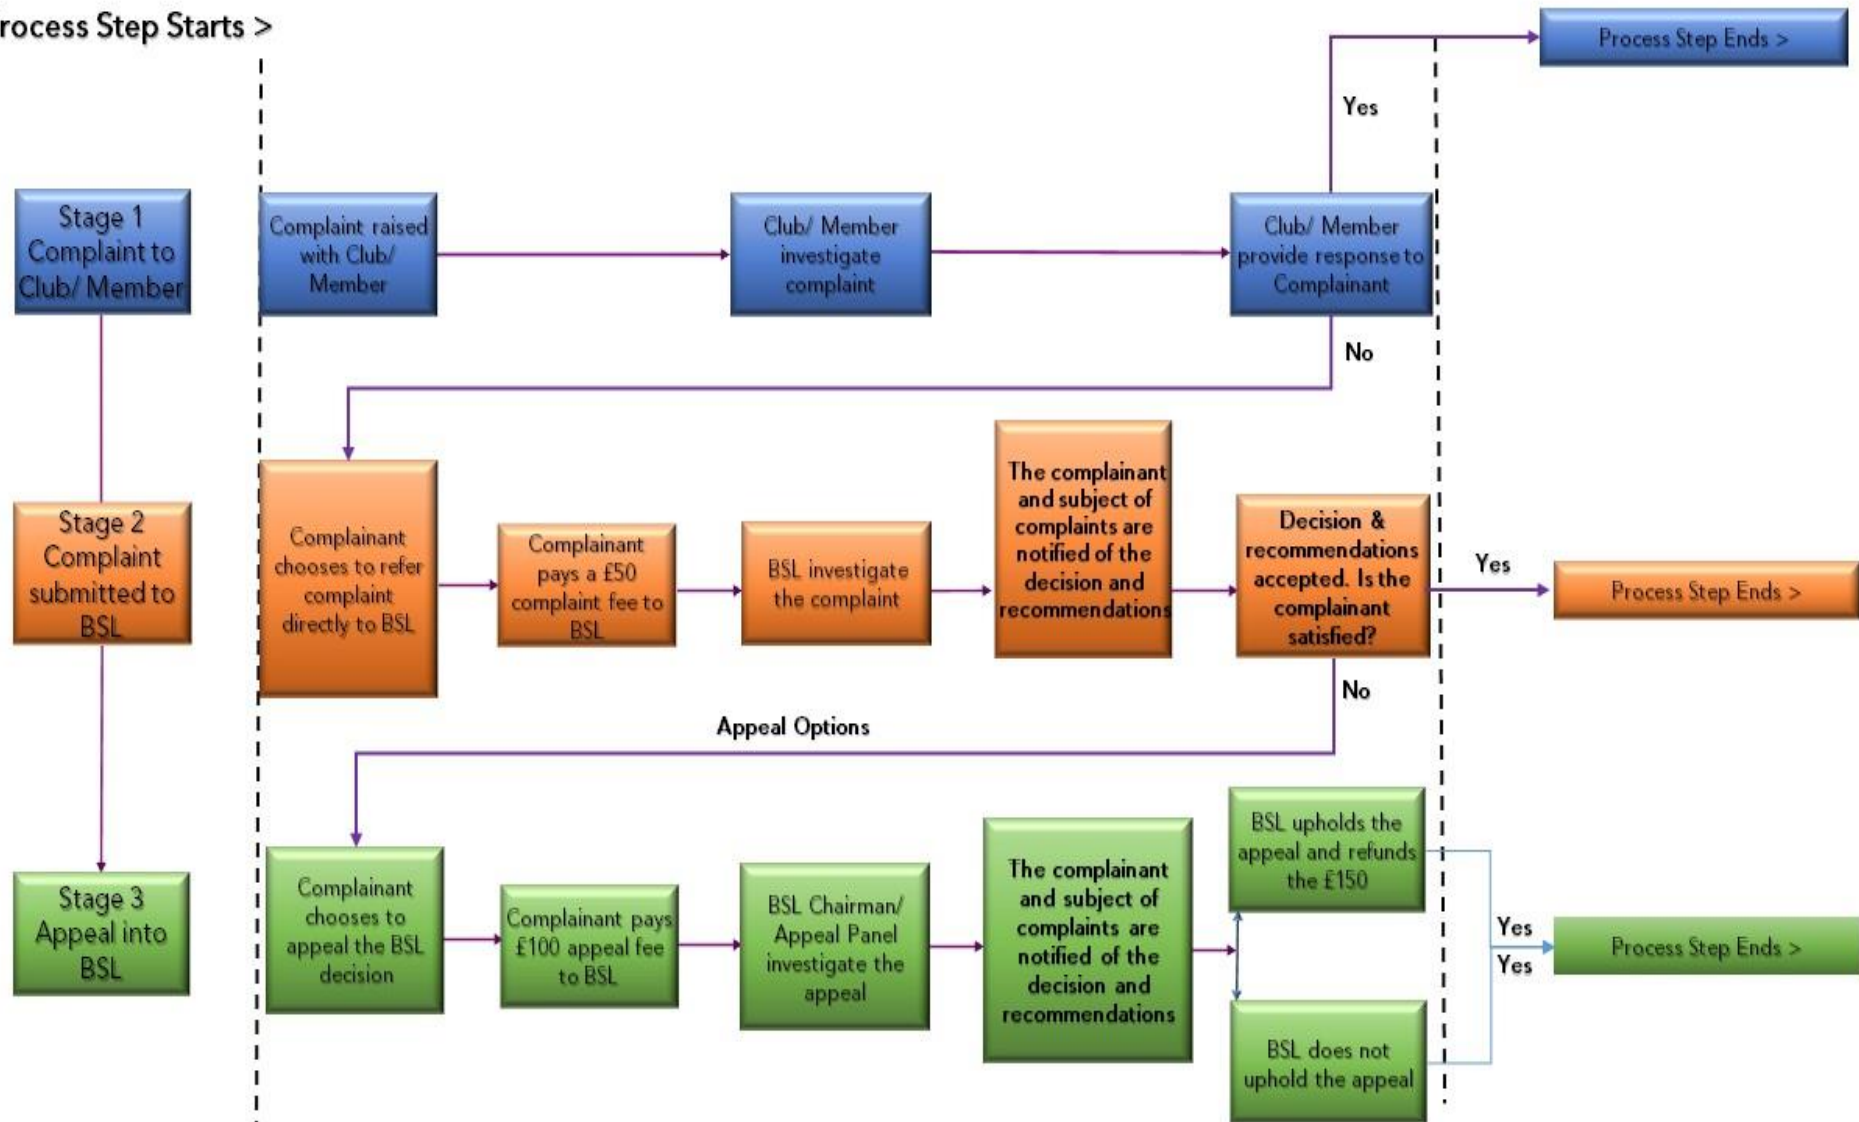 rocess Step Starts >
Process Step Ends >
Yes
Stage 1
Complaint to
Club/ Member
Complaint raised
with Club/
Member
Club/ Member
investigate
complaint
Club/ Member
provide response to
Complainant
No
Stage 2
Complaint
submitted to
BSL
Complainant
chooses to refer
complaint
directly to BSL
Complainant
pays a £50
complaint fee to
BSL
BSL investigate
the complaint
The complainant
and subject of
complaints are
notified of the
decision and
recommendations
Decision &
recommendations
accepted. Is the
complainant
satisfied?
Yes
Process Step Ends >
No
Appeal Options
Stage 3
Appeal into
BSL
Complainant
chooses to
appeal the BSL
decision
Complainant pays
£100 appeal fee
to BSL
BSL Chairman/
Appeal Panel
investigate the
appeal
The complainant
and subject of
complaints are
notified of the
decision and
recommendations
BSL upholds the
appeal and refunds
the £150
BSL does not
uphold the appeal
Yes
Yes
Process Step Ends >